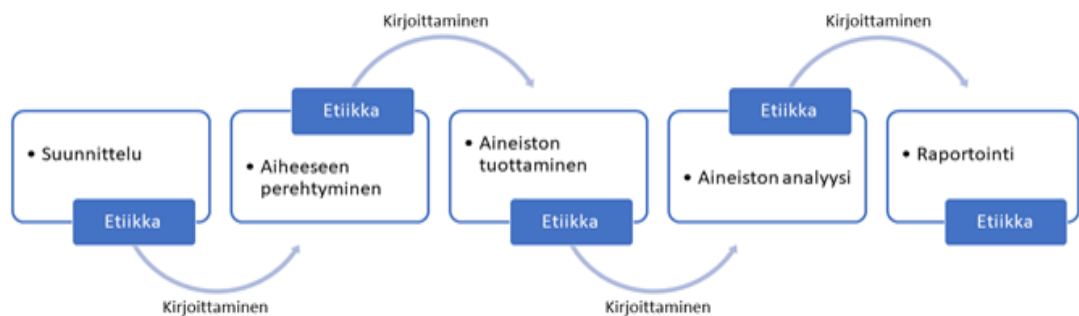 Kirjoittaminen
Kirjoittaminen
Etiikka
Etiikka
• Suunnittelu
• Aiheeseen
perehtyminen
• Aineiston
tuottaminen
• Aineiston analyysi
• Raportointi
Etiikka
Etiikka
Etiikka
Kirjoittaminen
Kirjoittaminen